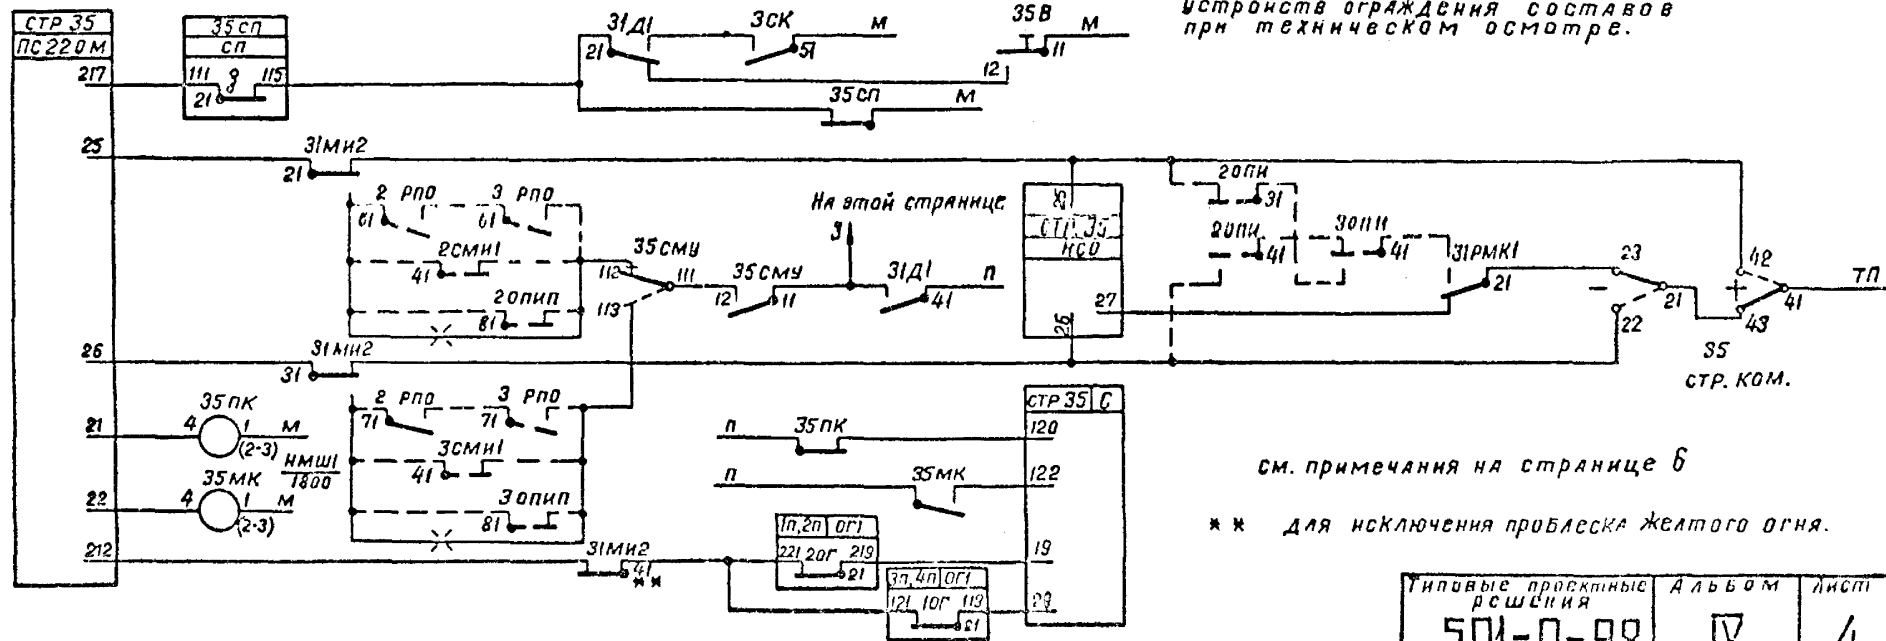 устройств ограждения составов
при техническом осмотре.
СТР 35
ПС220М
217
25
26
21
22
212
35СП
СП
111 115
21
31Д1
21
3СК
51
М
35В
М
11
12
35СП
М
31МИ2
21
2 РПО 3 РПО
61 61
2СМИ1
41
2ОПИП
81
35СМУ
112 111
113
35СМУ
12 11
На этой странице
3
31Д1
41
П
31МИ2
31
2 РПО 3 РПО
71 71
3СМИ1
41
3ОПИП
81
35ПК
4 1 М
(2-3)
НМШ1
1800
35МК
4 1 М
(2-3)
31МИ2
41
* *
СТР. 35
НСО
27
26
2ОПИ
31
2ОПИ
41
3ОПИ
41
31РМК1
21
23
21
22
42
41
43
ТП
35
СТР. КОМ.
П 35ПК
П 35МК
СТР 35 С
120
122
19
1П,2П ОГ1
221 2ОГ 219
21
3П,4П ОГ1
121 1ОГ 119
21
см. примечания на странице 6
* * для исключения проблеска желтого огня.
Типовые проектные решения
Альбом
Лист
501-0-98
IV